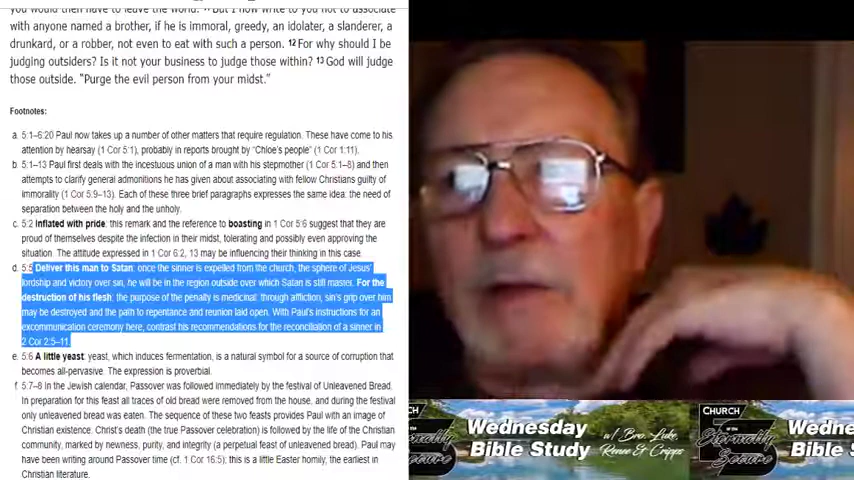 you would then have to leave the world. 11 But I now write to you not to associate
with anyone named a brother, if he is immoral, greedy, an idolater, a slanderer, a
drunkard, or a robber, not even to eat with such a person. 12 For why should I be
judging outsiders? Is it not your business to judge those within? 13 God will judge
those outside. “Purge the evil person from your midst.”
Footnotes:
a. 5:1–6:20 Paul now takes up a number of other matters that require regulation. These have come to his
attention by hearsay (1 Cor 5:1), probably in reports brought by “Chloe’s people” (1 Cor 1:11).
b. 5:1–13 Paul first deals with the incestuous union of a man with his stepmother (1 Cor 5:1–8) and then
attempts to clarify general admonitions he has given about associating with fellow Christians guilty of
immorality (1 Cor 5:9–13). Each of these three brief paragraphs expresses the same idea: the need of
separation between the holy and the unholy.
c. 5:2 Inflated with pride: this remark and the reference to boasting in 1 Cor 5:6 suggest that they are
proud of themselves despite the infection in their midst, tolerating and possibly even approving the
situation. The attitude expressed in 1 Cor 6:2, 13 may be influencing their thinking in this case.
d. 5:5 Deliver this man to Satan: once the sinner is expelled from the church, the sphere of Jesus’
lordship and victory over sin, he will be in the region outside over which Satan is still master. For the
destruction of his flesh: the purpose of the penalty is medicinal: through affliction, sin’s grip over him
may be destroyed and the path to repentance and reunion laid open. With Paul’s instructions for an
excommunication ceremony here, contrast his recommendations for the reconciliation of a sinner in
2 Cor 2:5–11.
e. 5:6 A little yeast: yeast, which induces fermentation, is a natural symbol for a source of corruption that
becomes all-pervasive. The expression is proverbial.
f. 5:7–8 In the Jewish calendar, Passover was followed immediately by the festival of Unleavened Bread.
In preparation for this feast all traces of old bread were removed from the house, and during the festival
only unleavened bread was eaten. The sequence of these two feasts provides Paul with an image of
Christian existence: Christ’s death (the true Passover celebration) is followed by the life of the Christian
community, marked by newness, purity, and integrity (a perpetual feast of unleavened bread). Paul may
have been writing around Passover time (cf. 1 Cor 16:5); this is a little Easter homily, the earliest in
Christian literature.
CH
Eternally
Secure
Wednesday
Bible Study
w/ Bro. Luke,
Renee & Cripps
CHURCH
OF THE
Eternally
Secure
Wedne
Bible S